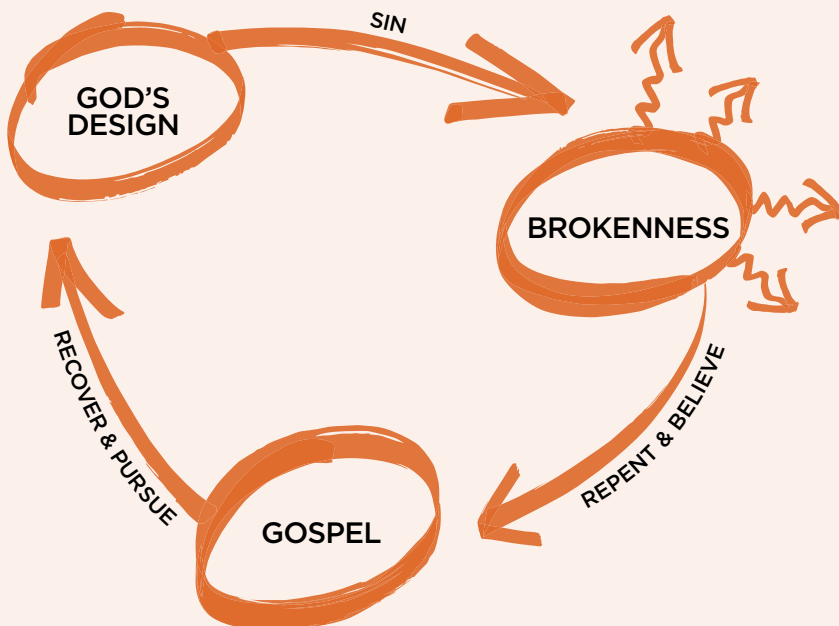 SIN
GOD'S
DESIGN
BROKENNESS
REPENT & BELIEVE
GOSPEL
RECOVER & PURSUE